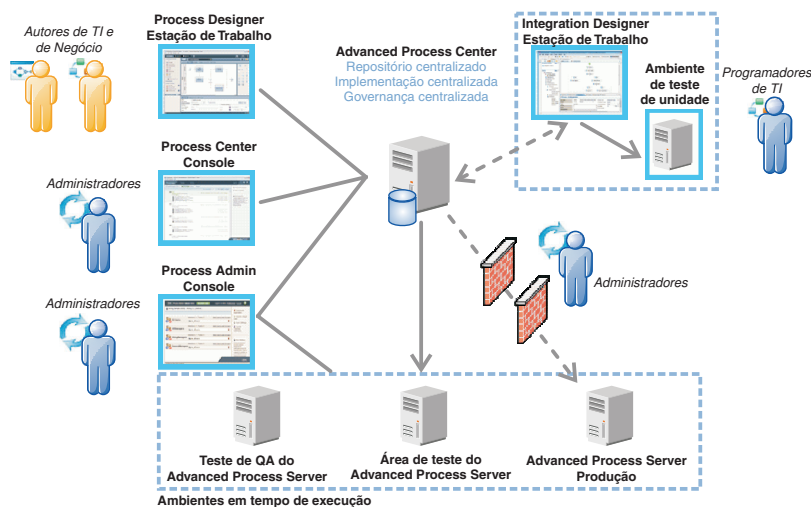 Autores de TI e
de Negócio
Process Designer
Estação de Trabalho
Advanced Process Center
Repositório centralizado
Implementação centralizada
Governança centralizada
Integration Designer
Estação de Trabalho
Ambiente
de teste
de unidade
Programadores
de TI
Process Center
Console
Administradores
Process Admin
Console
Administradores
Administradores
Teste de QA do
Advanced Process Server
Área de teste do
Advanced Process Server
Advanced Process Server
Produção
Ambientes em tempo de execução